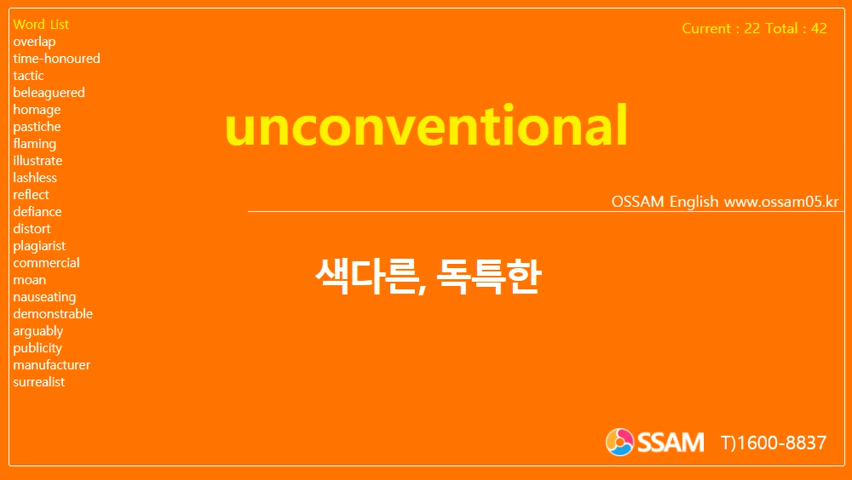 Word List
overlap
time-honoured
tactic
beleaguered
homage
pastiche
flaming
illustrate
lashless
reflect
defiance
distort
plagiarist
commercial
moan
nauseating
demonstrable
arguably
publicity
manufacturer
surrealist
Current : 22 Total : 42
unconventional
OSSAM English www.ossam05.kr
색다른, 독특한
OSSAM T)1600-8837